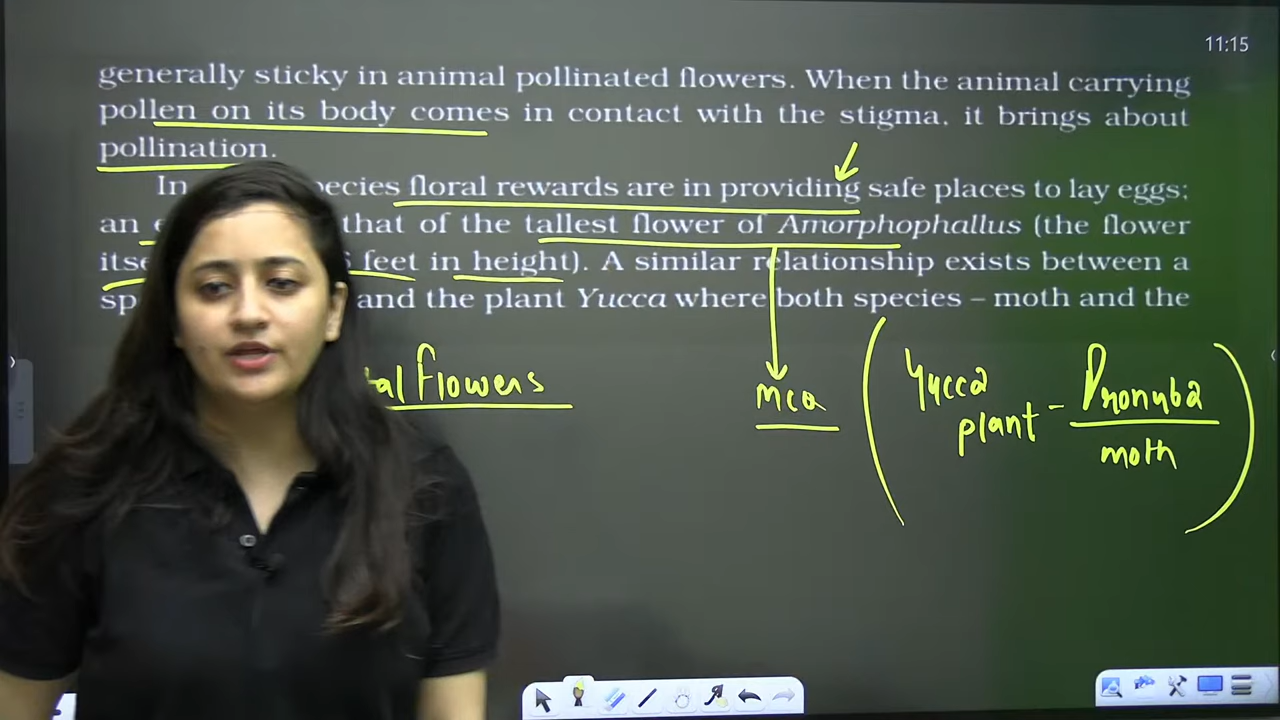 11:15
generally sticky in animal pollinated flowers. When the animal carrying
pollen on its body comes in contact with the stigma, it brings about
pollination.
In species floral rewards are in providing safe places to lay eggs;
an that of the tallest flower of Amorphophallus (the flower
feet in height). A similar relationship exists between a
and the plant Yucca where both species – moth and the
flowers
mcq
Yucca
plant - Pronuba
moth